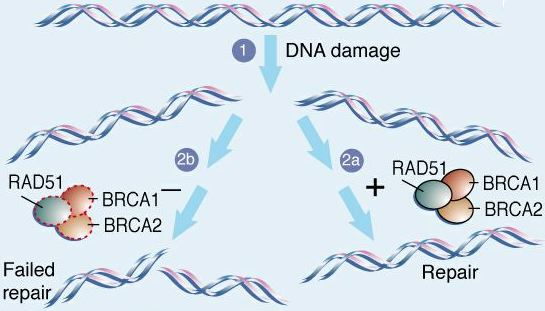 1 DNA damage
2b
2a
RAD51
BRCA1
BRCA2
−
+
RAD51
BRCA1
BRCA2
Failed
repair
Repair